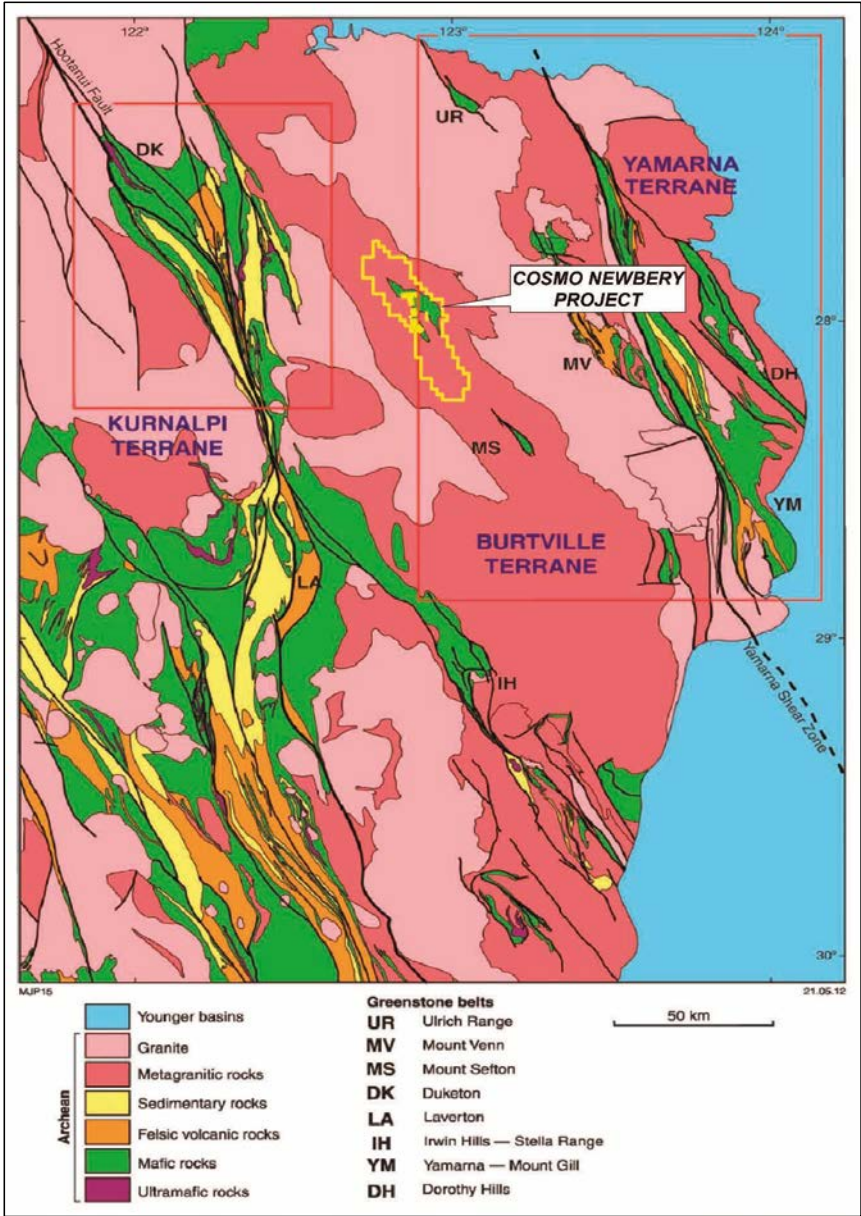 122°
123°
124°
Hootanui Fault
DK
UR
YAMARNA
TERRANE
COSMO NEWBERY
PROJECT
28°
MV
DH
KURNALPI
TERRANE
MS
YM
BURTVILLE
TERRANE
LA
29°
IH
Yamarna Shear Zone
30°
MJP15
21.05.12
Younger basins
Granite
Metagranitic rocks
Sedimentary rocks
Felsic volcanic rocks
Mafic rocks
Ultramafic rocks
Archean
Greenstone belts
UR Ulrich Range
MV Mount Venn
MS Mount Sefton
DK Duketon
LA Laverton
IH Irwin Hills — Stella Range
YM Yamarna — Mount Gill
DH Dorothy Hills
50 km